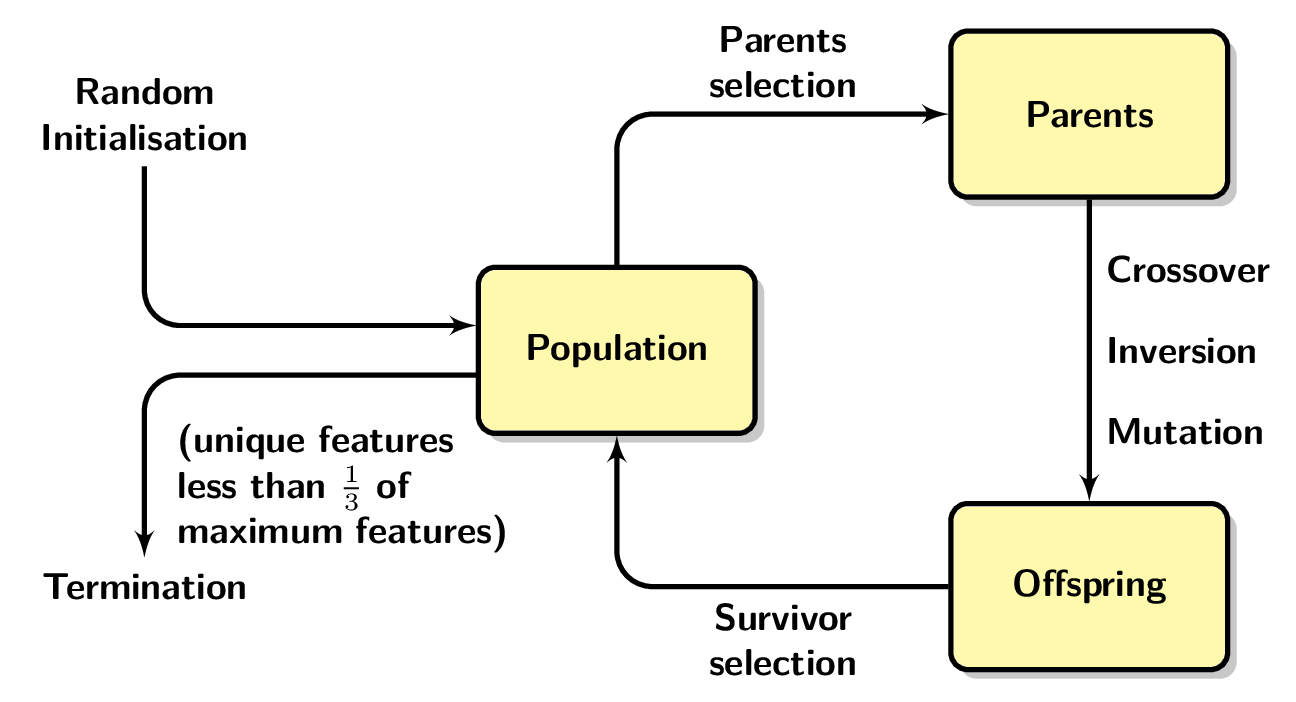 Parents
selection
Parents
Random
Initialisation
Crossover
Inversion
Mutation
Population
(unique features
less than 1/3 of
maximum features)
Termination
Offspring
Survivor
selection